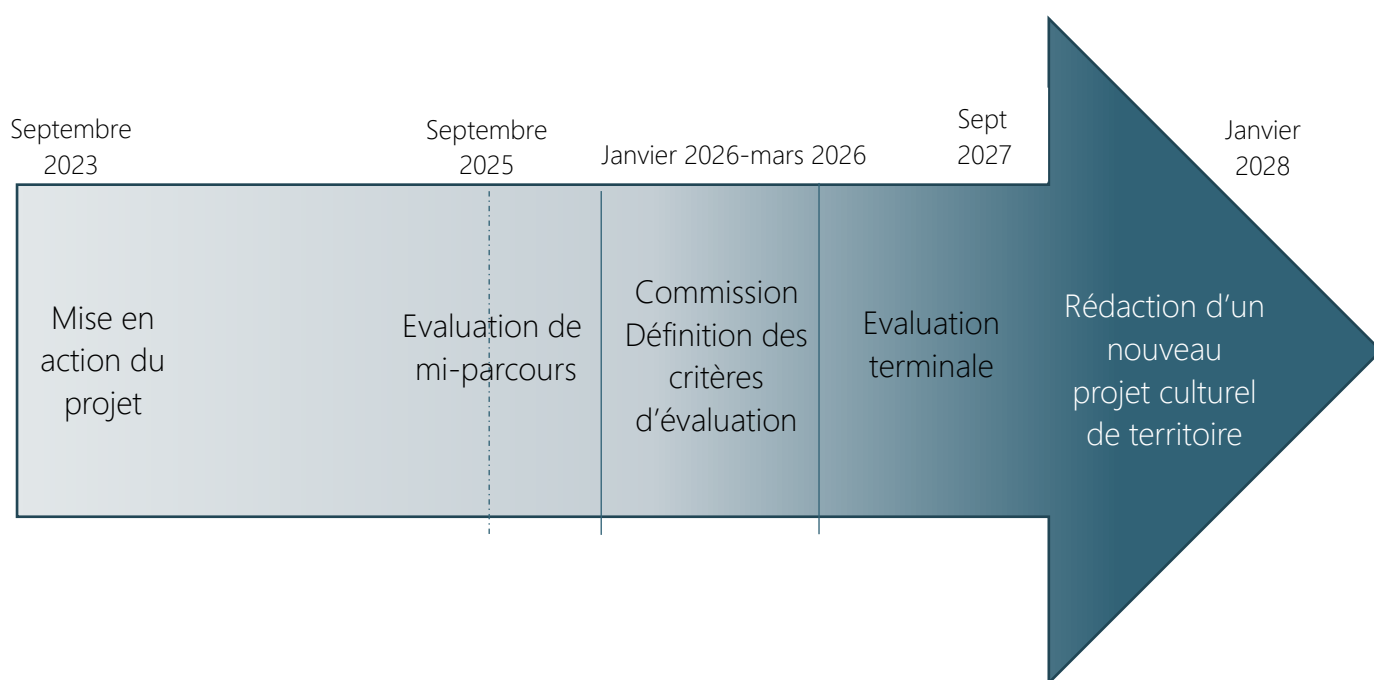 Septembre
2023
Septembre
2025
Janvier 2026-mars 2026
Sept
2027
Janvier
2028
Mise en
action du
projet
Evaluation de
mi-parcours
Commission
Définition des
critères
d’évaluation
Evaluation
terminale
Rédaction d’un
nouveau
projet culturel
de territoire